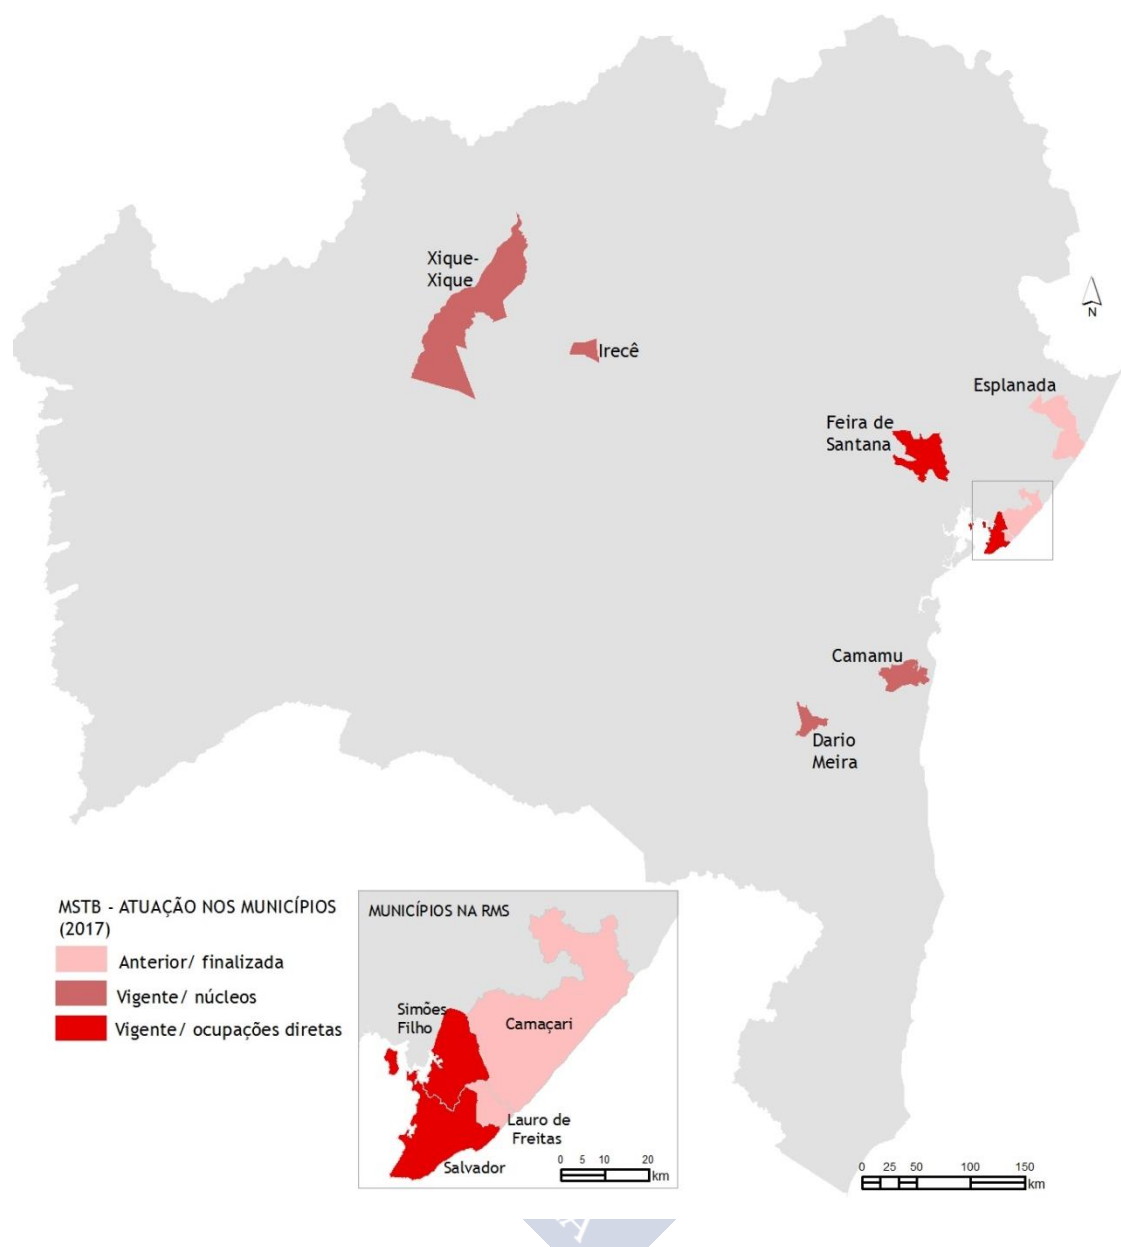 Xique-
Xique
Irecê
N
Esplanada
Feira de
Santana
Camamu
Dario
Meira
MSTB - ATUAÇÃO NOS MUNICÍPIOS
(2017)
Anterior/ finalizada
Vigente/ núcleos
Vigente/ ocupações diretas
MUNICÍPIOS NA RMS
Simões
Filho
Camaçari
Lauro de
Freitas
Salvador
0 5 10 20
km
0 25 50 100 150
km